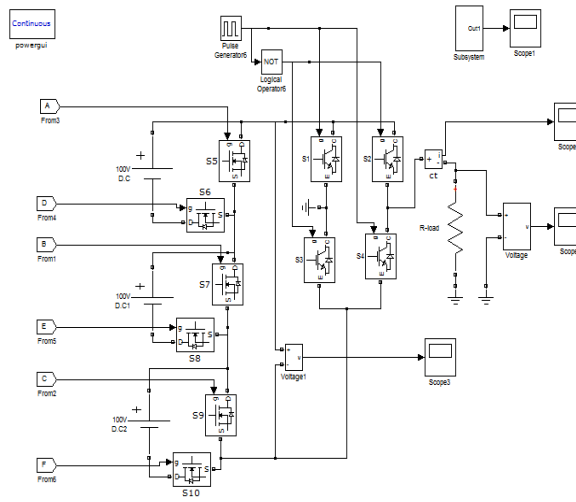 Continuous
powergui
Pulse
Generator6
NOT
Logical
Operator6
Out1
Subsystem
Scope1
A
From3
100V
D.C
g
D
S
S5
S6
D
From4
g
D
S
S1
g
C
E
S2
g
C
E
+
i
-
ct
Scope
B
From1
S7
g
D
S
100V
D.C1
S3
g
C
E
S4
g
C
E
R-load
+
-
v
Voltage
Scope
E
From5
g
D
S
S8
C
From2
S9
g
D
S
100V
D.C2
+
-
v
Voltage1
Scope3
F
From6
g
D
S
S10